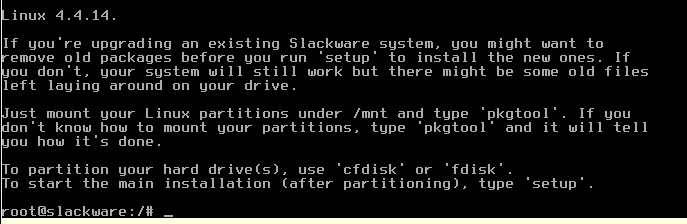 Linux 4.4.14.
If you're upgrading an existing Slackware system, you might want to
remove old packages before you run 'setup' to install the new ones. If
you don't, your system will still work but there might be some old files
left laying around on your drive.
Just mount your Linux partitions under /mnt and type 'pkgtool'. If you
don't know how to mount your partitions, type 'pkgtool' and it will tell
you how it's done.
To partition your hard drive(s), use 'cfdisk' or 'fdisk'.
To start the main installation (after partitioning), type 'setup'.
root@slackware:/# _